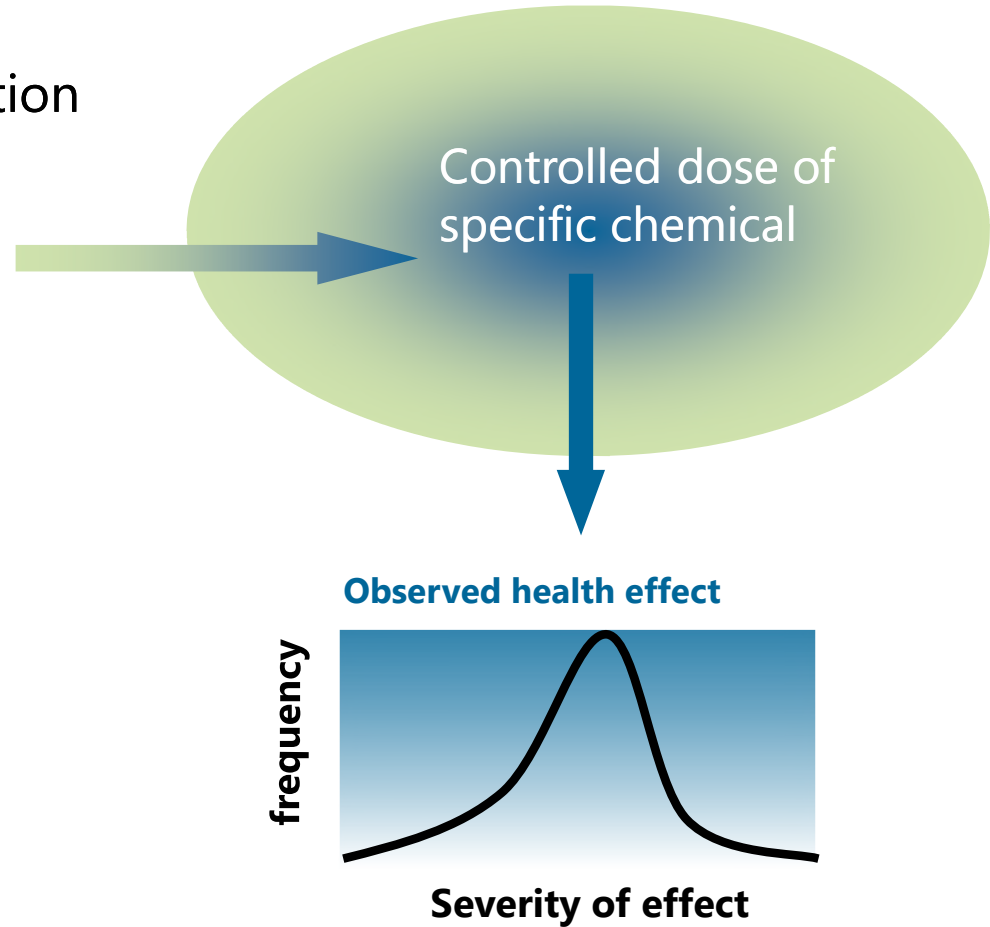 tion
Controlled dose of
specific chemical
Observed health effect
frequency
Severity of effect